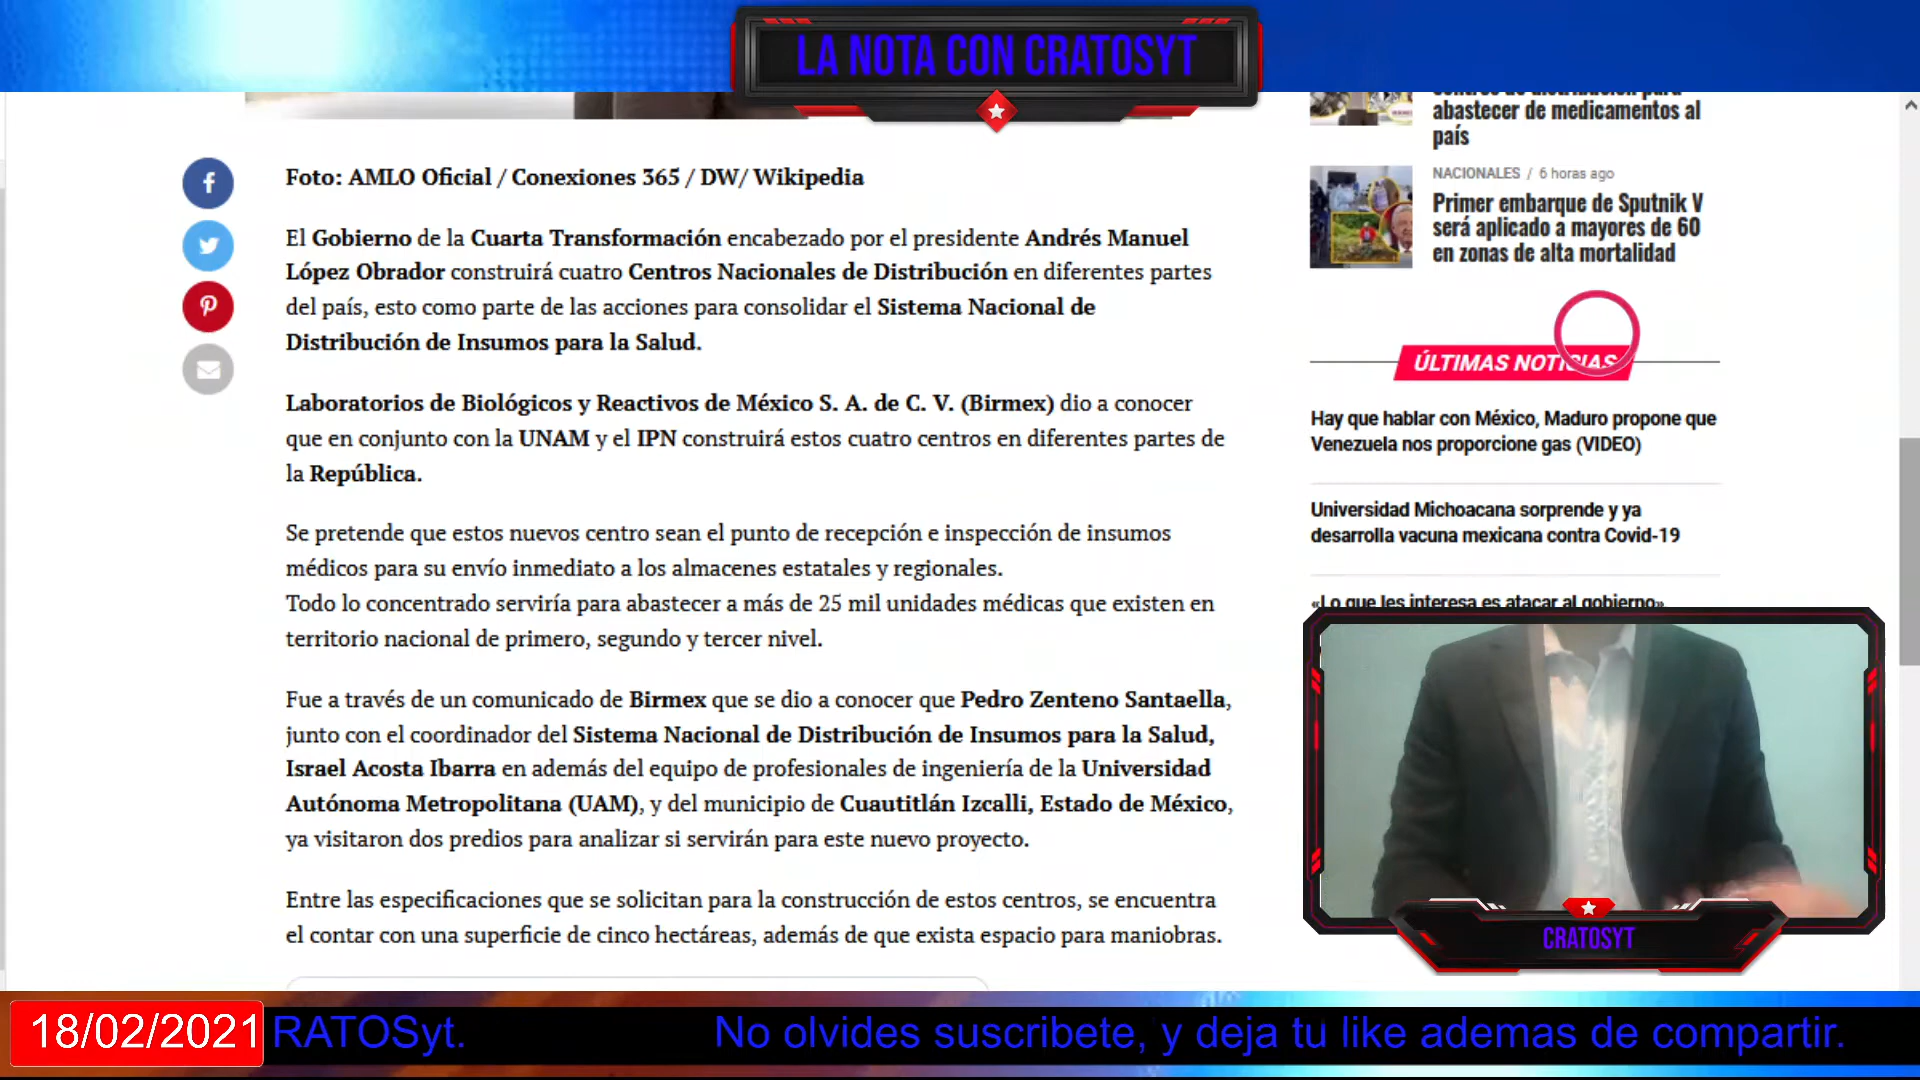 LA NOTA CON CRATOSYT
Foto: AMLO Oficial / Conexiones 365 / DW/ Wikipedia
El Gobierno de la Cuarta Transformación encabezado por el presidente Andrés Manuel
López Obrador construirá cuatro Centros Nacionales de Distribución en diferentes partes
del país, esto como parte de las acciones para consolidar el Sistema Nacional de
Distribución de Insumos para la Salud.
Laboratorios de Biológicos y Reactivos de México S. A. de C. V. (Birmex) dio a conocer
que en conjunto con la UNAM y el IPN construirá estos cuatro centros en diferentes partes de
la República.
Se pretende que estos nuevos centro sean el punto de recepción e inspección de insumos
médicos para su envío inmediato a los almacenes estatales y regionales.
Todo lo concentrado serviría para abastecer a más de 25 mil unidades médicas que existen en
territorio nacional de primero, segundo y tercer nivel.
Fue a través de un comunicado de Birmex que se dio a conocer que Pedro Zenteno Santaella,
junto con el coordinador del Sistema Nacional de Distribución de Insumos para la Salud,
Israel Acosta Ibarra en además del equipo de profesionales de ingeniería de la Universidad
Autónoma Metropolitana (UAM), y del municipio de Cuautitlán Izcalli, Estado de México,
ya visitaron dos predios para analizar si servirán para este nuevo proyecto.
Entre las especificaciones que se solicitan para la construcción de estos centros, se encuentra
el contar con una superficie de cinco hectáreas, además de que exista espacio para maniobras.
centros de distribución para
abastecer de medicamentos al
país
NACIONALES / 6 horas ago
Primer embarque de Sputnik V
será aplicado a mayores de 60
en zonas de alta mortalidad
ÚLTIMAS NOTICIAS
Hay que hablar con México, Maduro propone que
Venezuela nos proporcione gas (VIDEO)
Universidad Michoacana sorprende y ya
desarrolla vacuna mexicana contra Covid-19
«Lo que les interesa es atacar al gobierno»
CRATOSYT
18/02/2021 RATOSyt. No olvides suscribete, y deja tu like ademas de compartir.